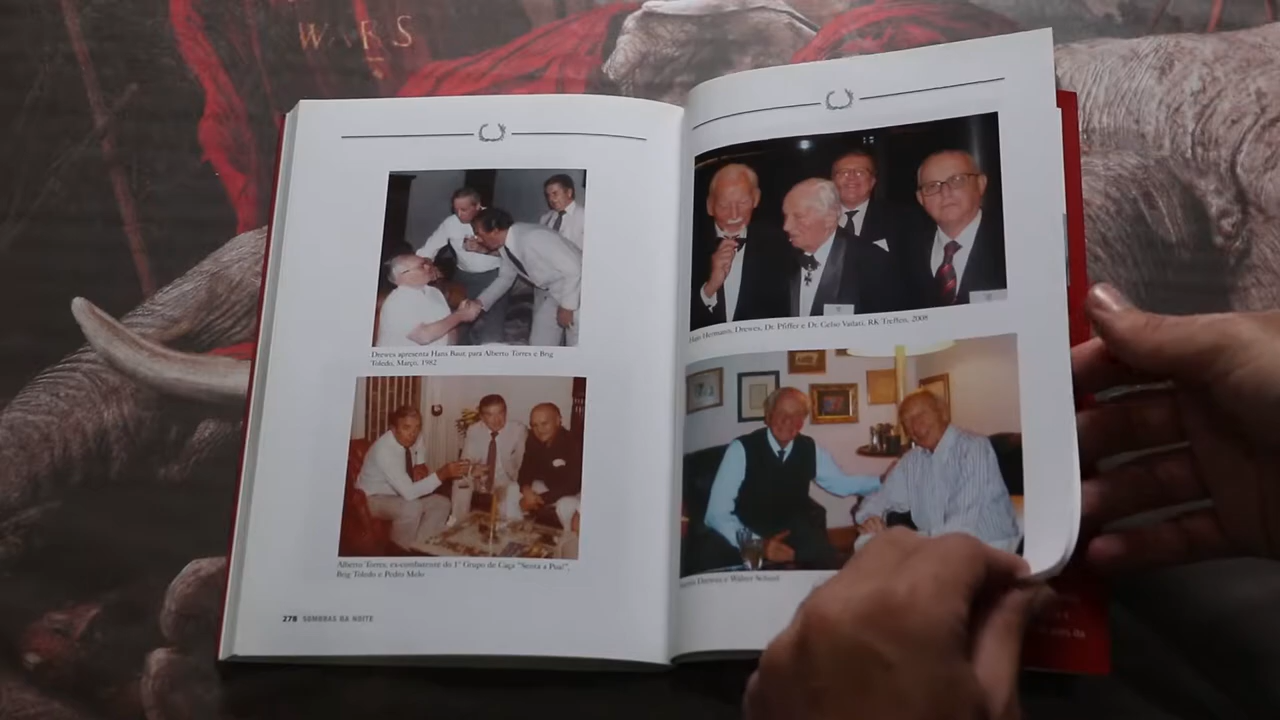 WARS
Drewes apresenta Hans Baur para Alberto Torres e Brig
Toledo, Março, 1982
Alberto Torres, ex-combatente do 1º Grupo de Caça "Senta a Pua!",
Brig Toledo e Pedro Melo
278 SOMBRAS DA NOITE
Hajo Hermann, Drewes, Dr. Pfiffer e Dr. Celso Vatlati, RK Treffen, 2008
Drewes e Walter Schuck